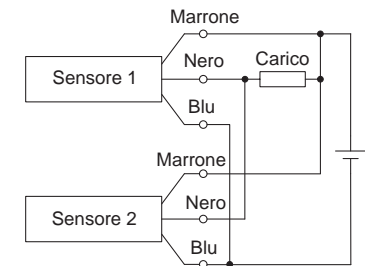 Marrone
Nero
Carico
Sensore 1
Blu
Marrone
Nero
Sensore 2
Blu